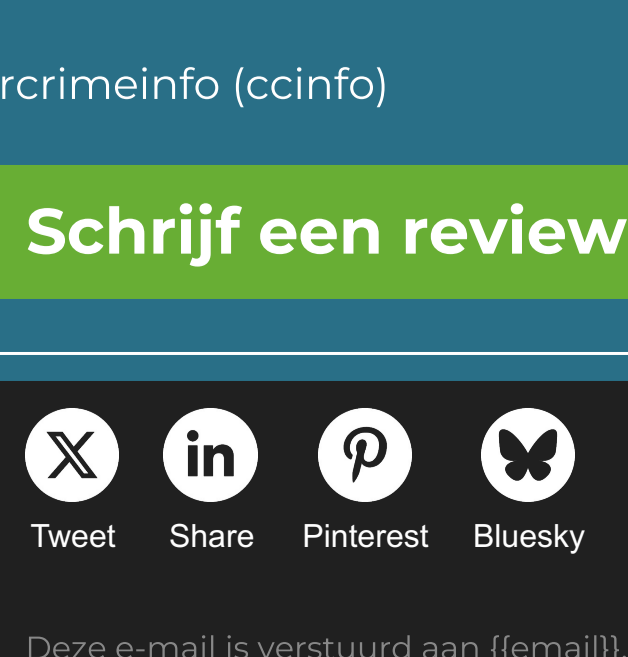 rcrimeinfo (ccinfo)
Schrijf een review
Tweet Share Pinterest Bluesky
Deze e-mail is verstuurd aan {{email}}.